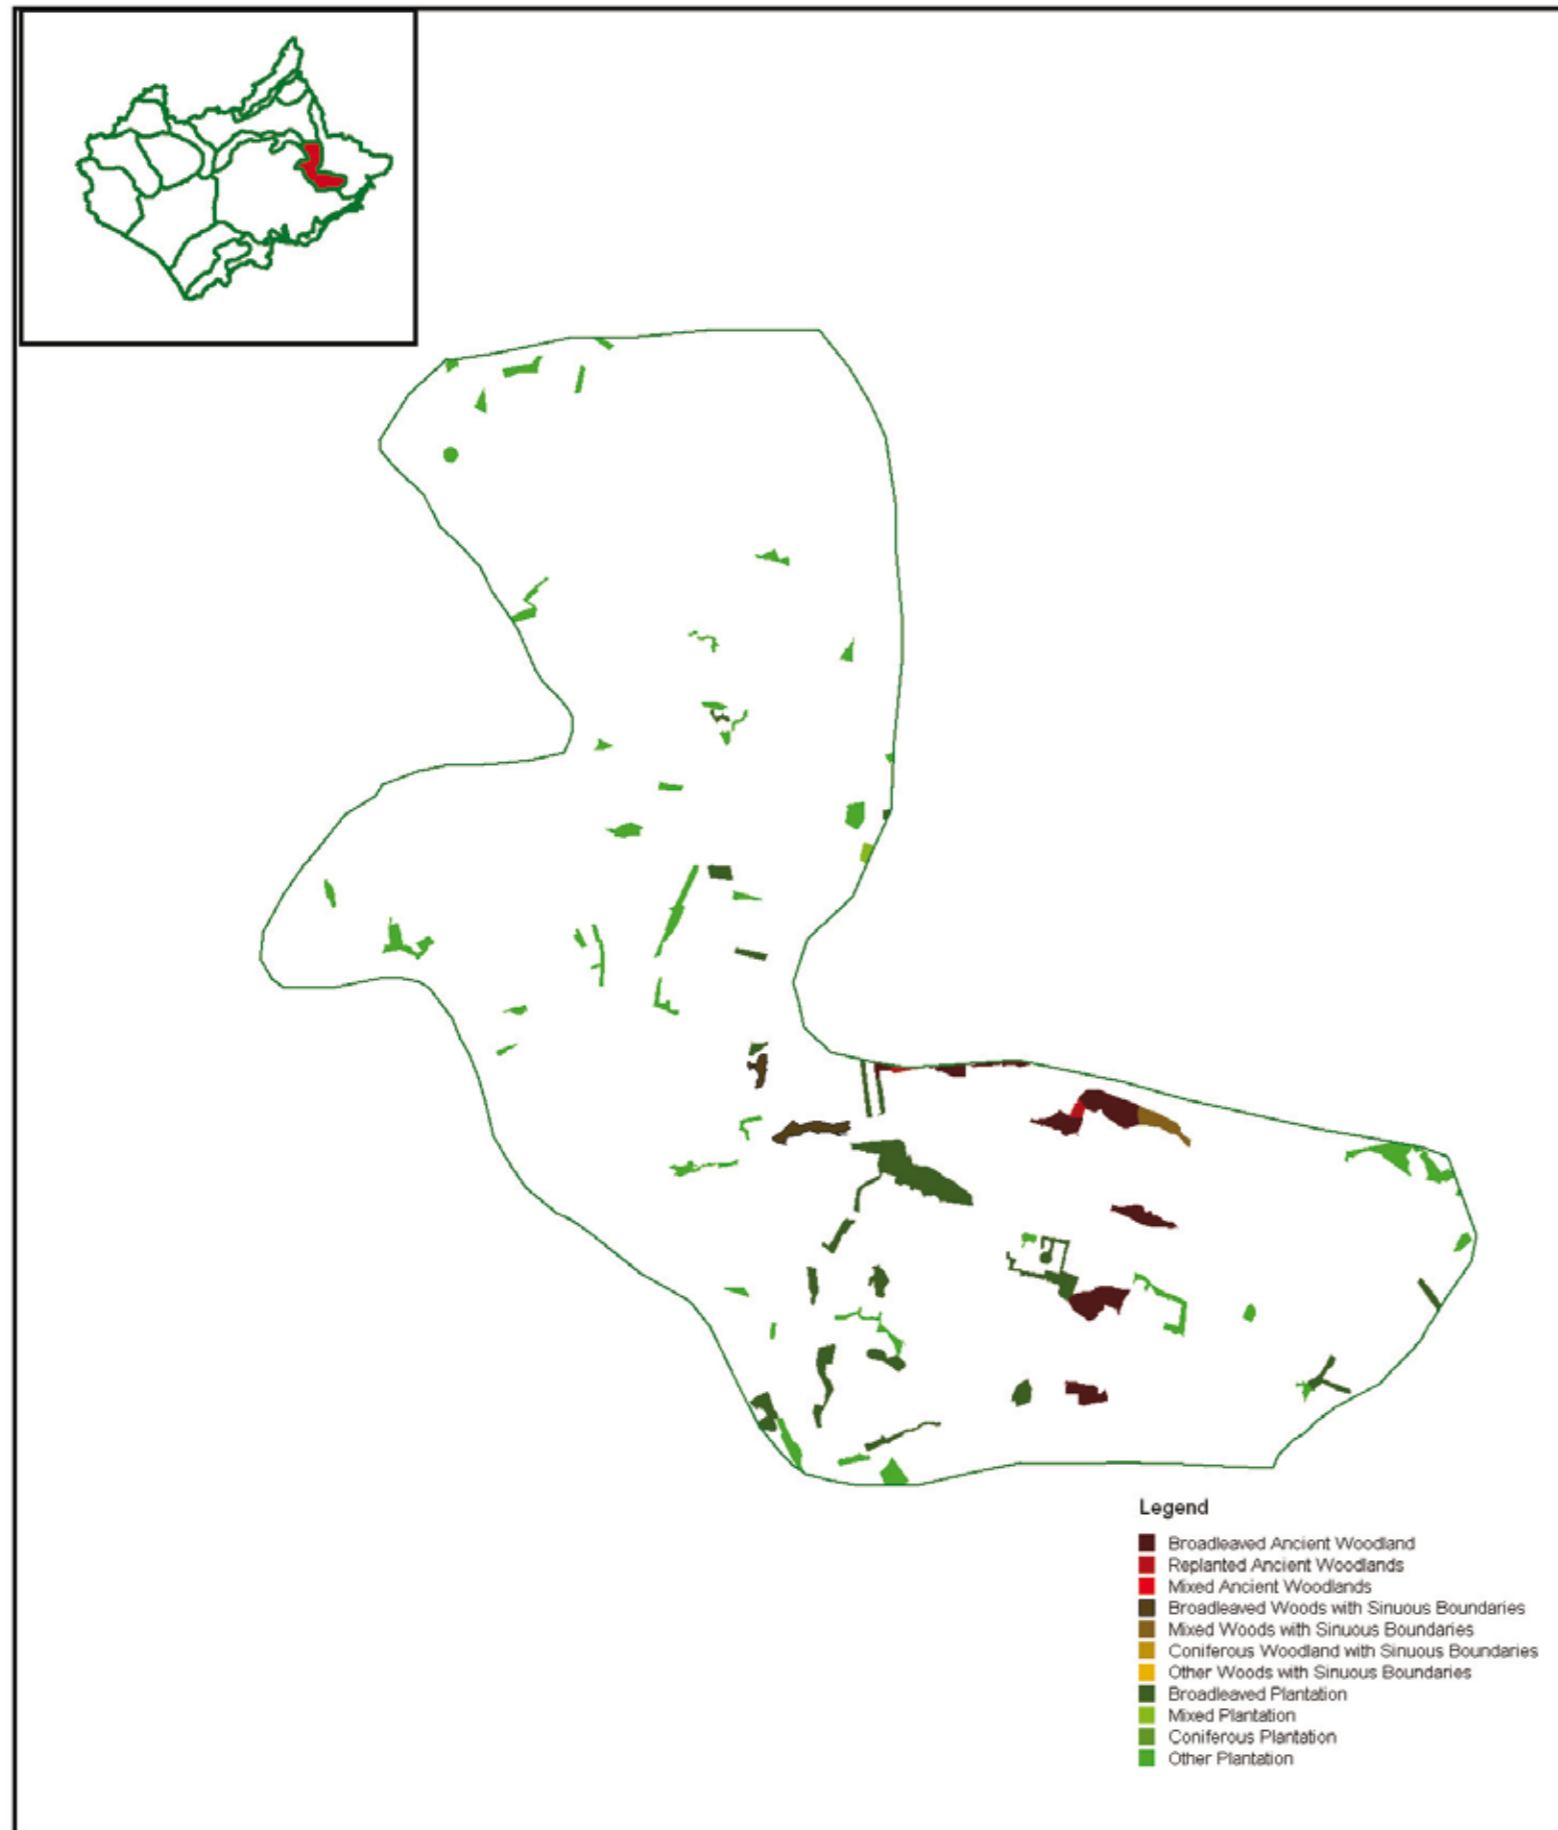 Legend
Broadleaved Ancient Woodland
Replanted Ancient Woodlands
Mixed Ancient Woodlands
Broadleaved Woods with Sinuous Boundaries
Mixed Woods with Sinuous Boundaries
Coniferous Woodland with Sinuous Boundaries
Other Woods with Sinuous Boundaries
Broadleaved Plantation
Mixed Plantation
Coniferous Plantation
Other Plantation